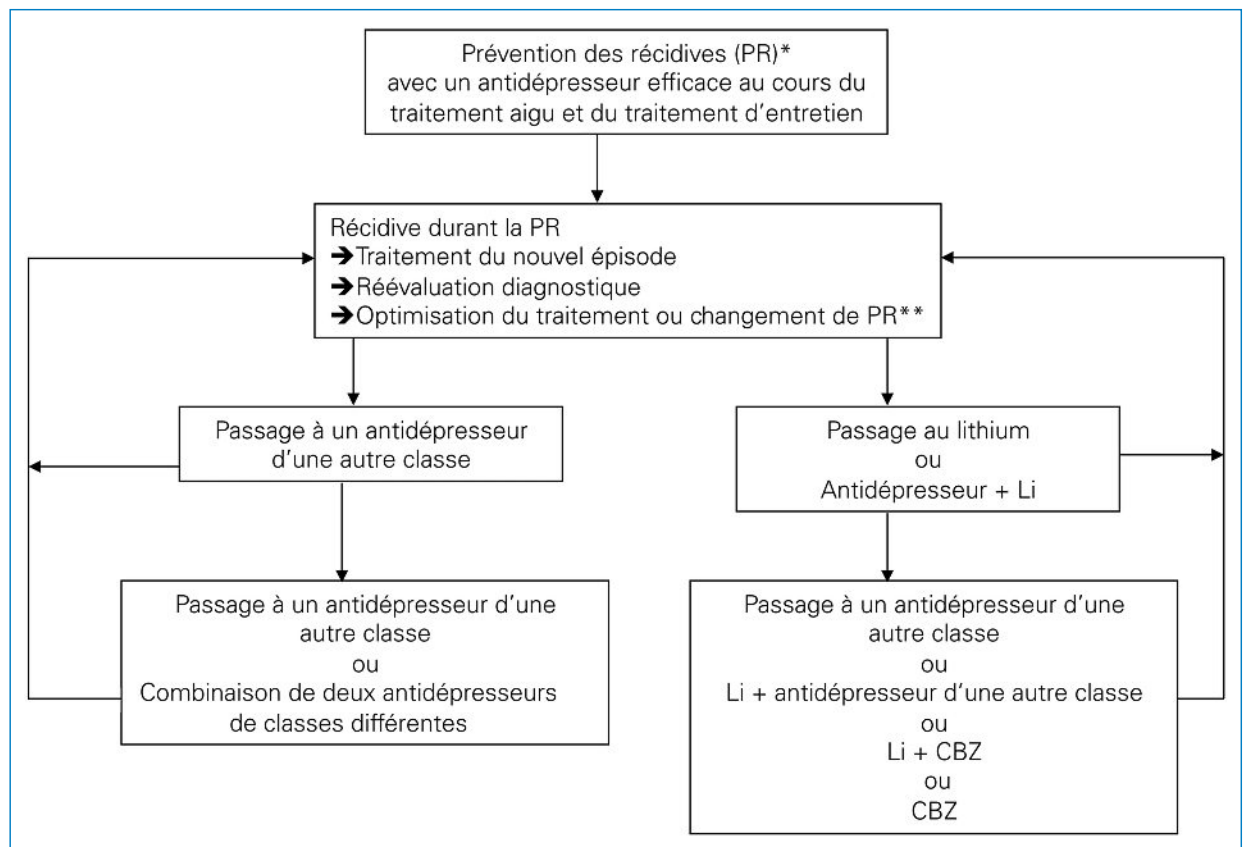 Prévention des récidives (PR)*
avec un antidépresseur efficace au cours du
traitement aigu et du traitement d'entretien
Récidive durant la PR
➔Traitement du nouvel épisode
➔Réévaluation diagnostique
➔Optimisation du traitement ou changement de PR**
Passage à un antidépresseur
d'une autre classe
Passage au lithium
ou
Antidépresseur + Li
Passage à un antidépresseur d'une
autre classe
ou
Combinaison de deux antidépresseurs
de classes différentes
Passage à un antidépresseur d'une
autre classe
ou
Li + antidépresseur d'une autre classe
ou
Li + CBZ
ou
CBZ